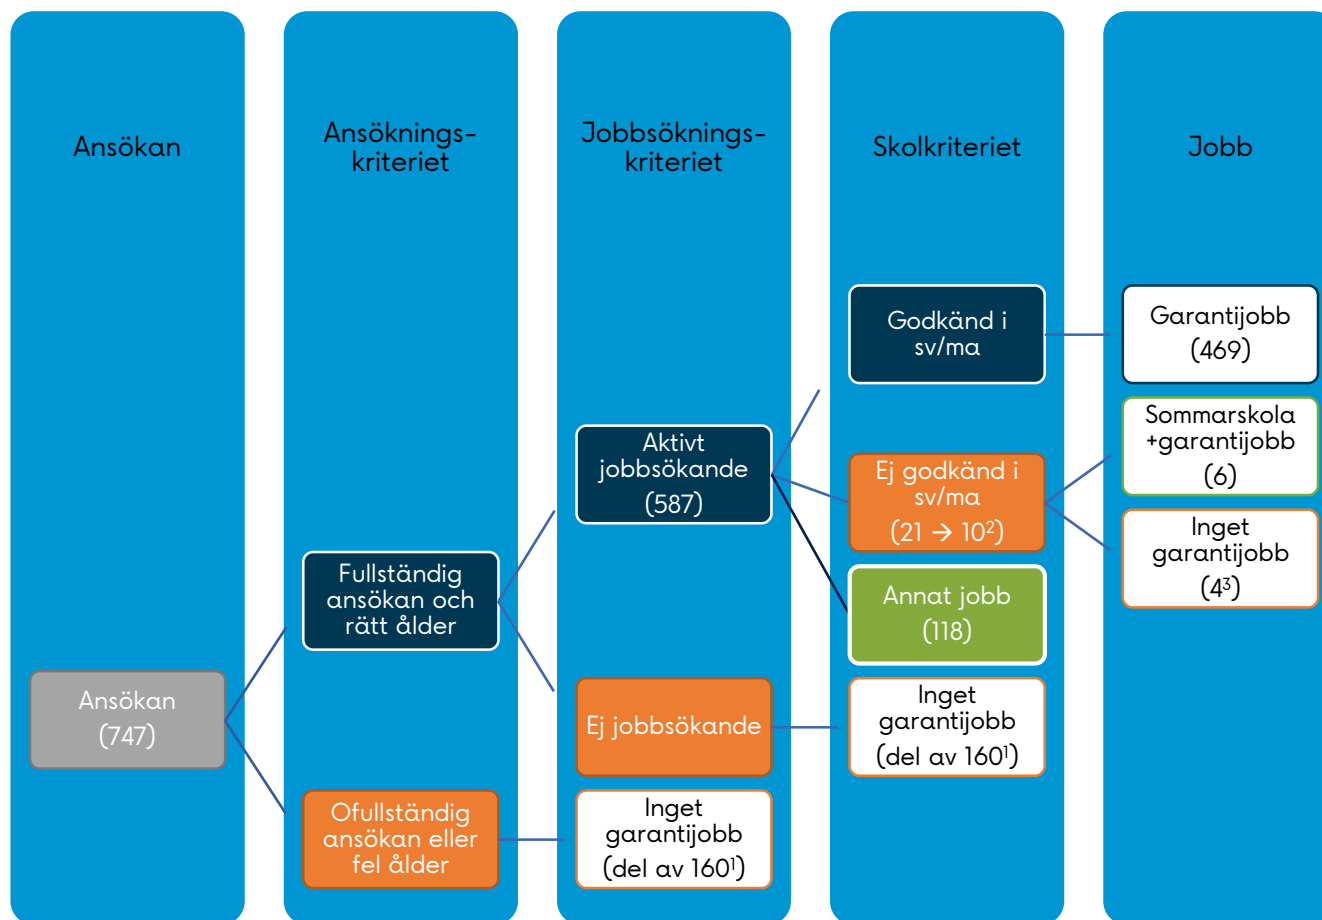 Ansökan
Ansöknings-
kriteriet
Jobbsöknings-
kriteriet
Skolkriteriet
Jobb
Ansökan
(747)
Fullständig
ansökan och
rätt ålder
Ofullständig
ansökan eller
fel ålder
Aktivt
jobbsökande
(587)
Ej jobbsökande
Inget
garantijobb
(del av 160¹)
Godkänd i
sv/ma
Ej godkänd i
sv/ma
(21 → 10²)
Annat jobb
(118)
Inget
garantijobb
(del av 160¹)
Garantijobb
(469)
Sommarskola
+garantijobb
(6)
Inget
garantijobb
(4³)